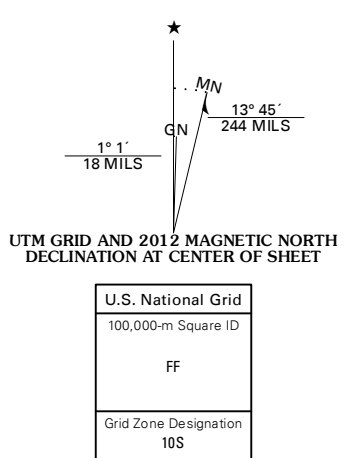 ★
MN
GN
13° 45´
244 MILS
1° 1´
18 MILS
UTM GRID AND 2012 MAGNETIC NORTH
DECLINATION AT CENTER OF SHEET
U.S. National Grid
100,000-m Square ID
FF
Grid Zone Designation
10S